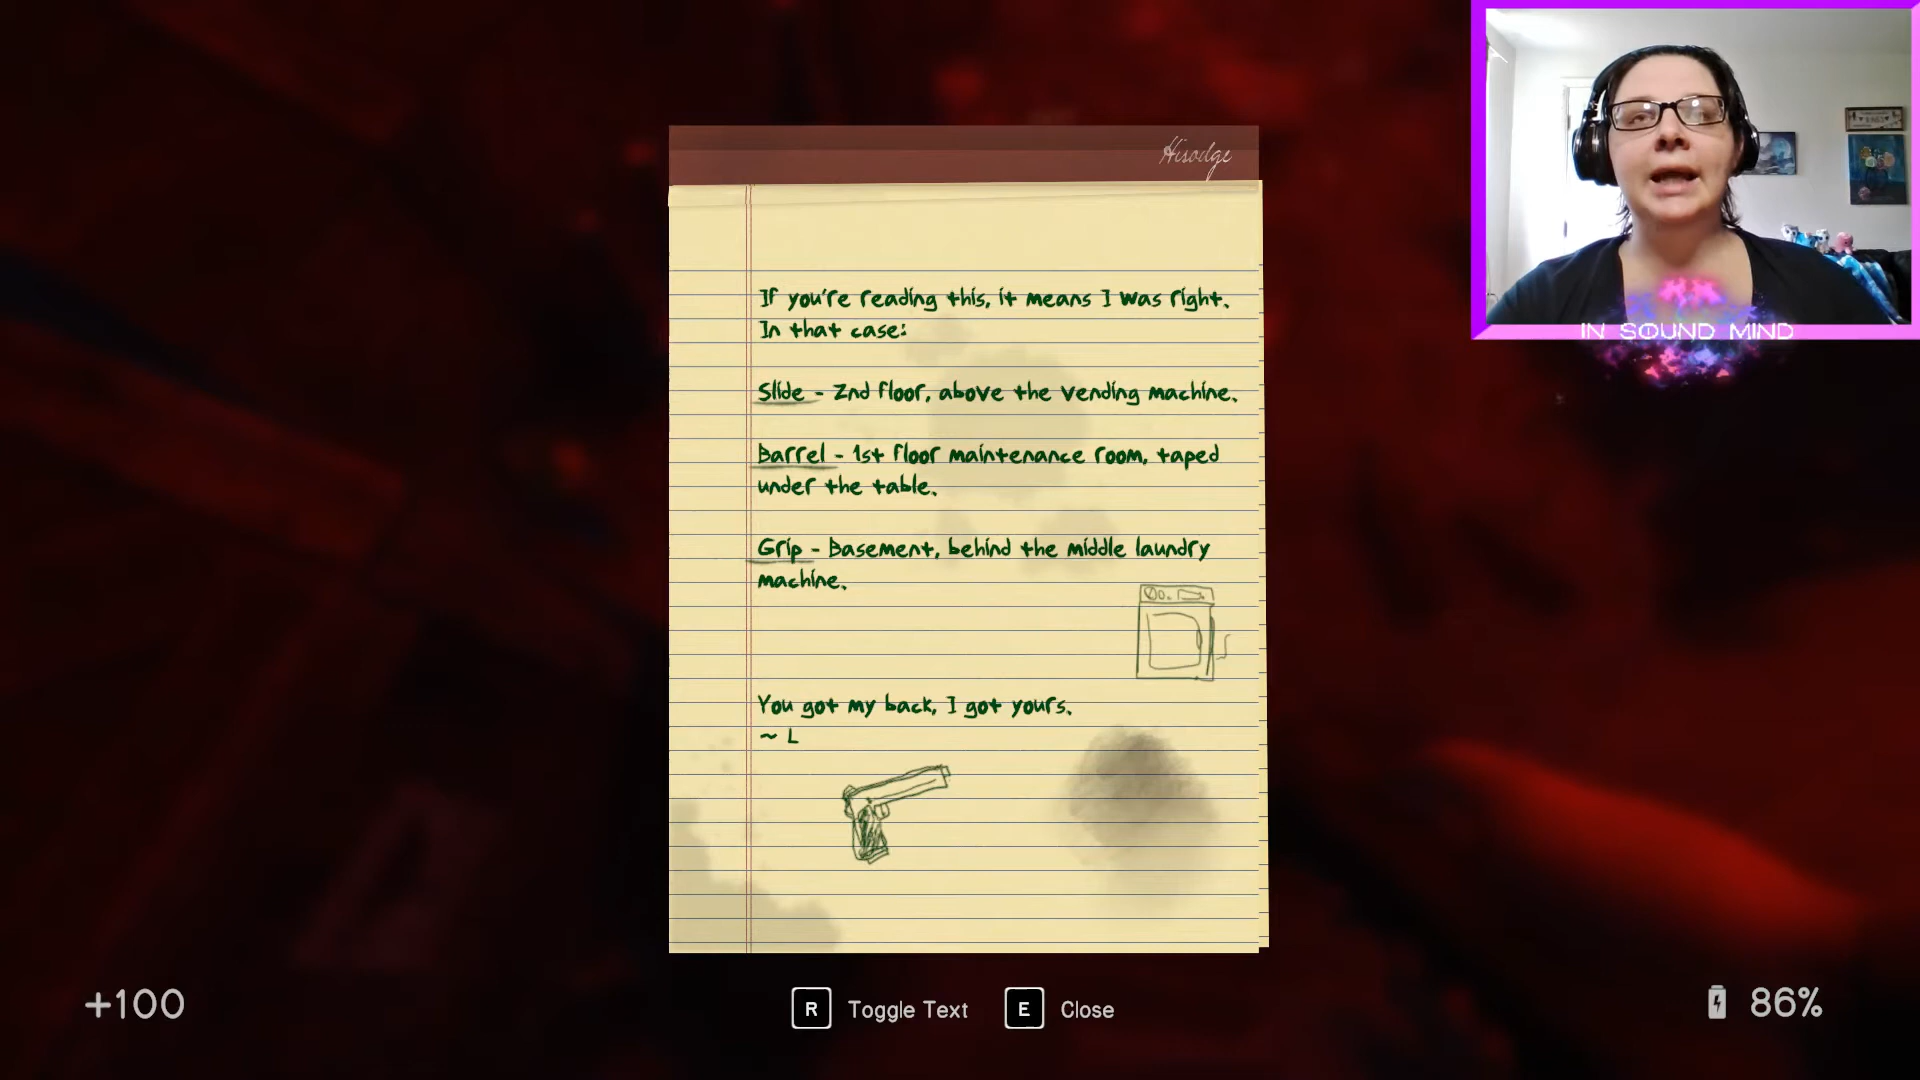 Hisodge
If you're reading this, it means I was right.
In that case:
Slide - 2nd floor, above the vending machine.
Barrel - 1st floor maintenance room, taped
under the table.
Grip - Basement, behind the middle laundry
machine.
You got my back, I got yours.
~ L
IN SOUND MIND
+100
R Toggle Text E Close
86%